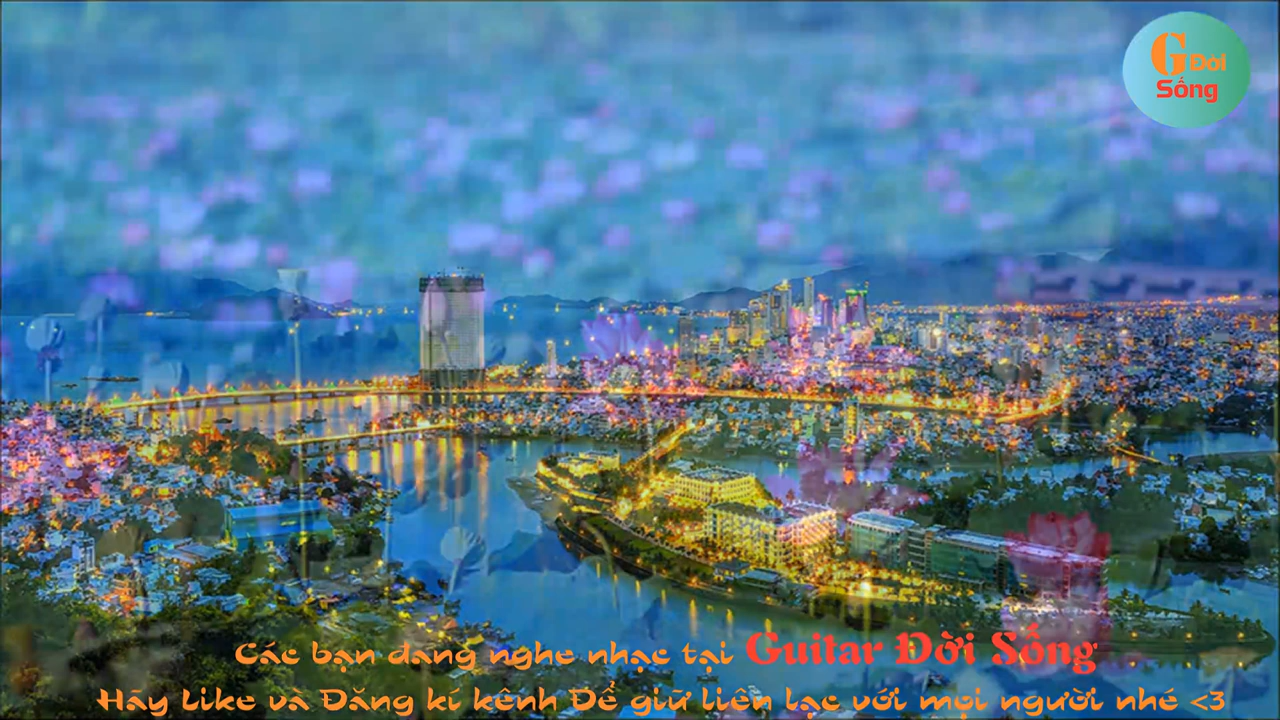 G Đời
Sống
Các bạn đang nghe nhạc tại Guitar Đời Sống
Hãy Like và Đăng kí kênh Để giữ liên lạc với mọi người nhé <3